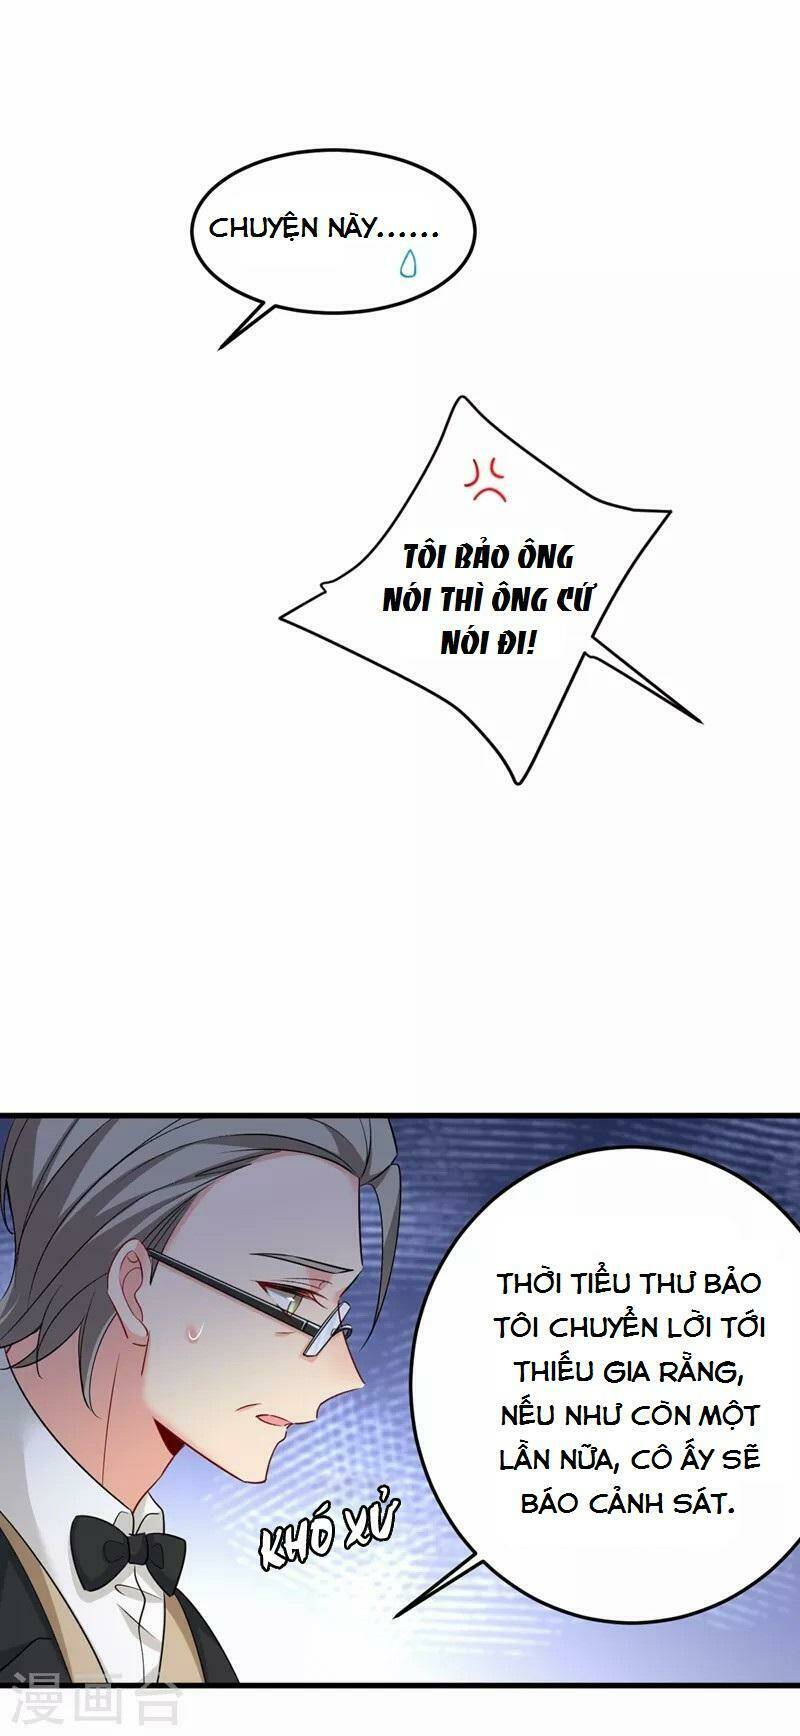 CHUYỆN NÀY......
TÔI BẢO ÔNG
NÓI THÌ ÔNG CỨ
NÓI ĐI!
THỜI TIỂU THƯ BẢO
TÔI CHUYỂN LỜI TỚI
THIẾU GIA RẰNG,
NẾU NHƯ CÒN MỘT
LẦN NỮA, CÔ ẤY SẼ
BÁO CẢNH SÁT.
KHÓ XỬ
漫画台